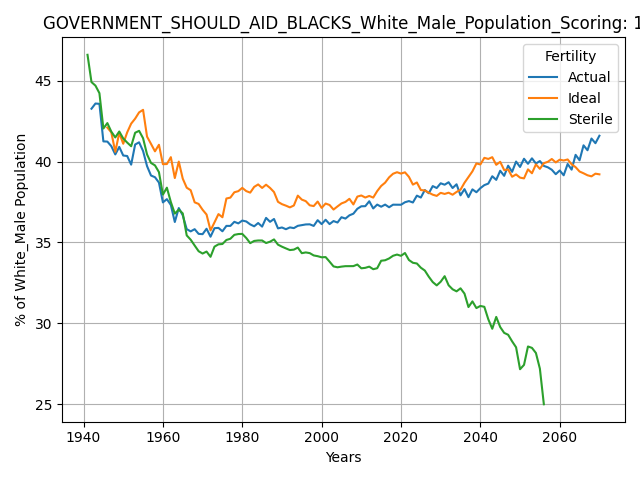 GOVERNMENT_SHOULD_AID_BLACKS_White_Male_Population_Scoring: 1
Fertility
Actual
Ideal
Sterile
% of White_Male Population
45
40
35
30
25
1940 1960 1980 2000 2020 2040 2060
Years